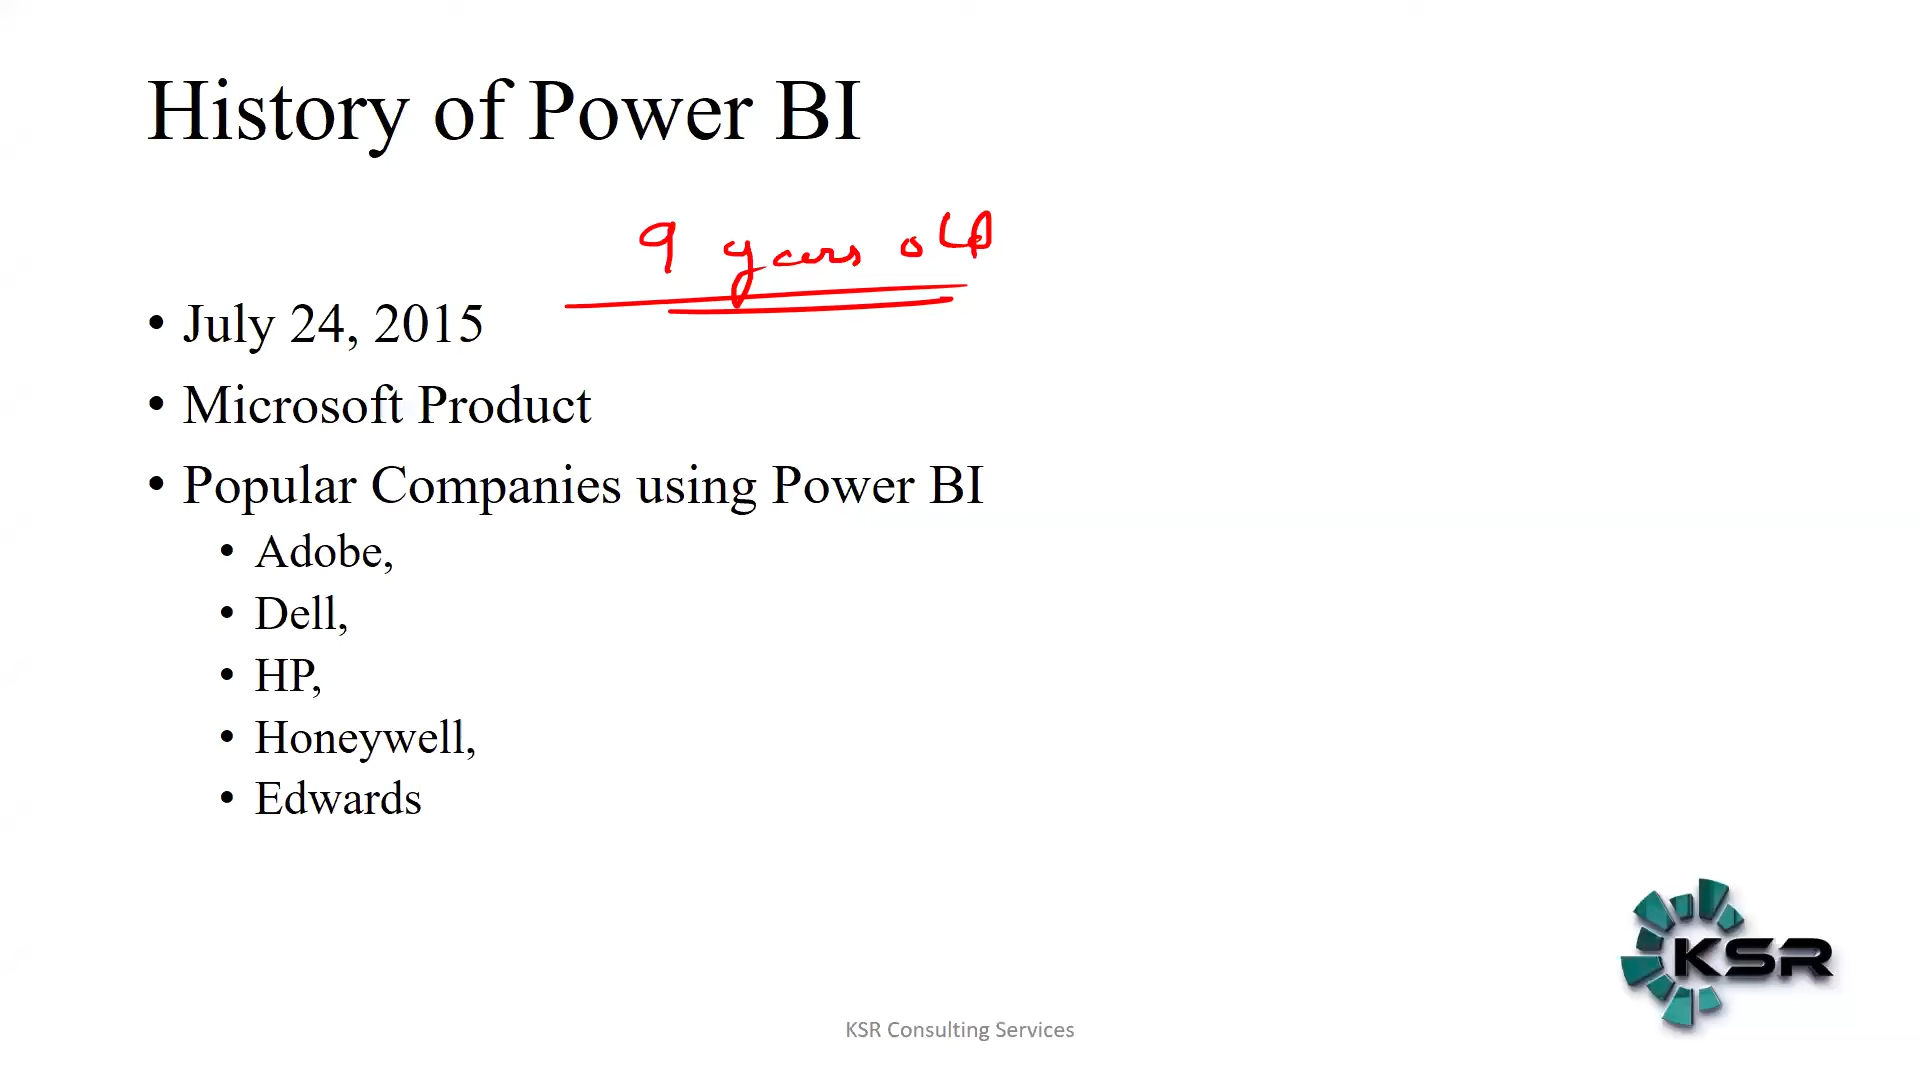 History of Power BI
9 years old
• July 24, 2015
• Microsoft Product
• Popular Companies using Power BI
• Adobe,
• Dell,
• HP,
• Honeywell,
• Edwards
KSR
KSR Consulting Services